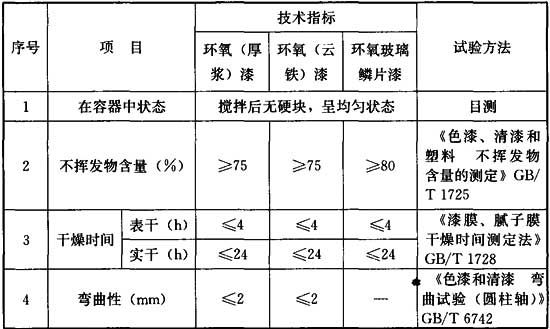 序号 项 目 技术指标 试验方法
环氧（厚浆）漆 环氧（云铁）漆 环氧玻璃鳞片漆
1 在容器中状态 搅拌后无硬块，呈均匀状态 目测
2 不挥发物含量（%） ≥75 ≥75 ≥80 《色漆、清漆和塑料 不挥发物含量的测定》GB/T 1725
3 干燥时间 表干（h） ≤4 ≤4 ≤4 《漆膜、腻子膜干燥时间测定法》GB/T 1728
实干（h） ≤24 ≤24 ≤24
4 弯曲性（mm） ≤2 ≤2 — 《色漆和清漆 弯曲试验（圆柱轴)》GB/T 6742